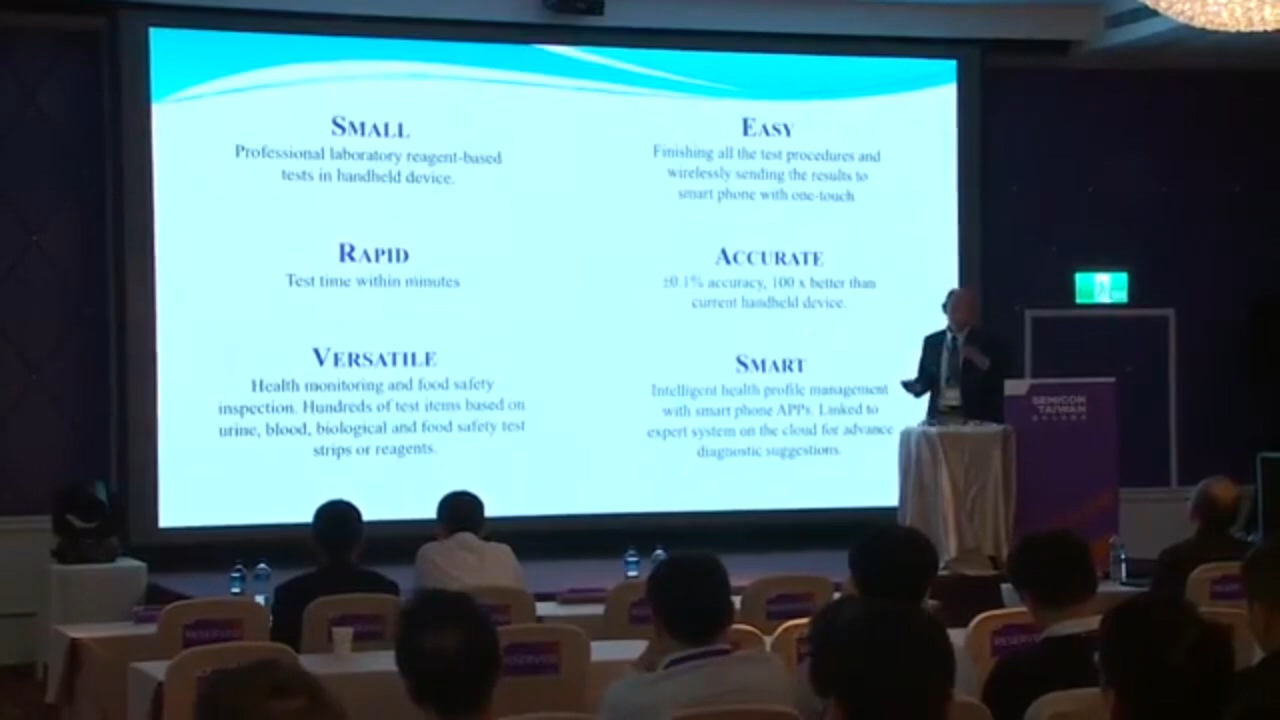 SMALL
Professional laboratory reagent-based
tests in handheld device.
RAPID
Test time within minutes
VERSATILE
Health monitoring and food safety
inspection. Hundreds of test items based on
urine, blood, biological and food safety test
strips or reagents.
EASY
Finishing all the test procedures and
wirelessly sending the results to
smart phone with one-touch
ACCURATE
±0.1% accuracy, 100 x better than
current handheld device.
SMART
Intelligent health profile management
with smart phone APPs. Linked to
expert system on the cloud for advance
diagnostic suggestions.
SEMICON
TAIWAN
RESERVED
RESERVED
RESERVED